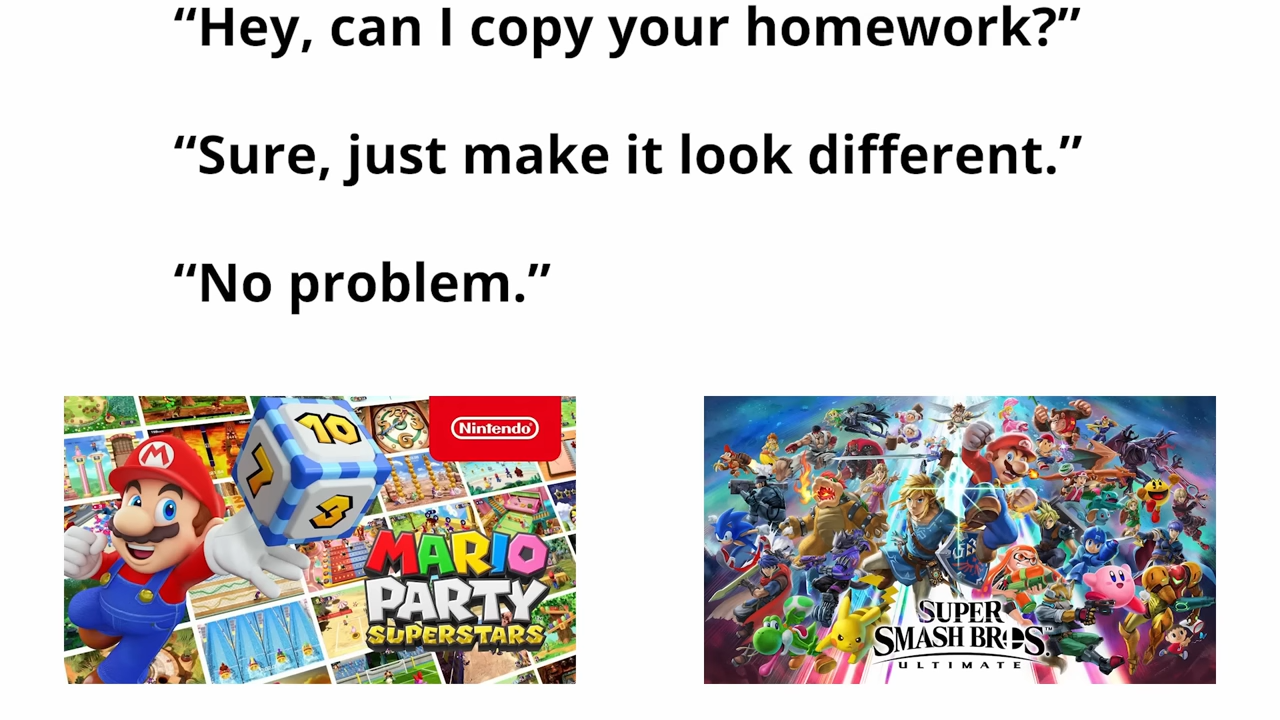 “Hey, can I copy your homework?”
“Sure, just make it look different.”
“No problem.”
Nintendo
10
7
3
MARIO
PARTY
SUPERSTARS
SUPER
SMASH BROS.™
ULTIMATE